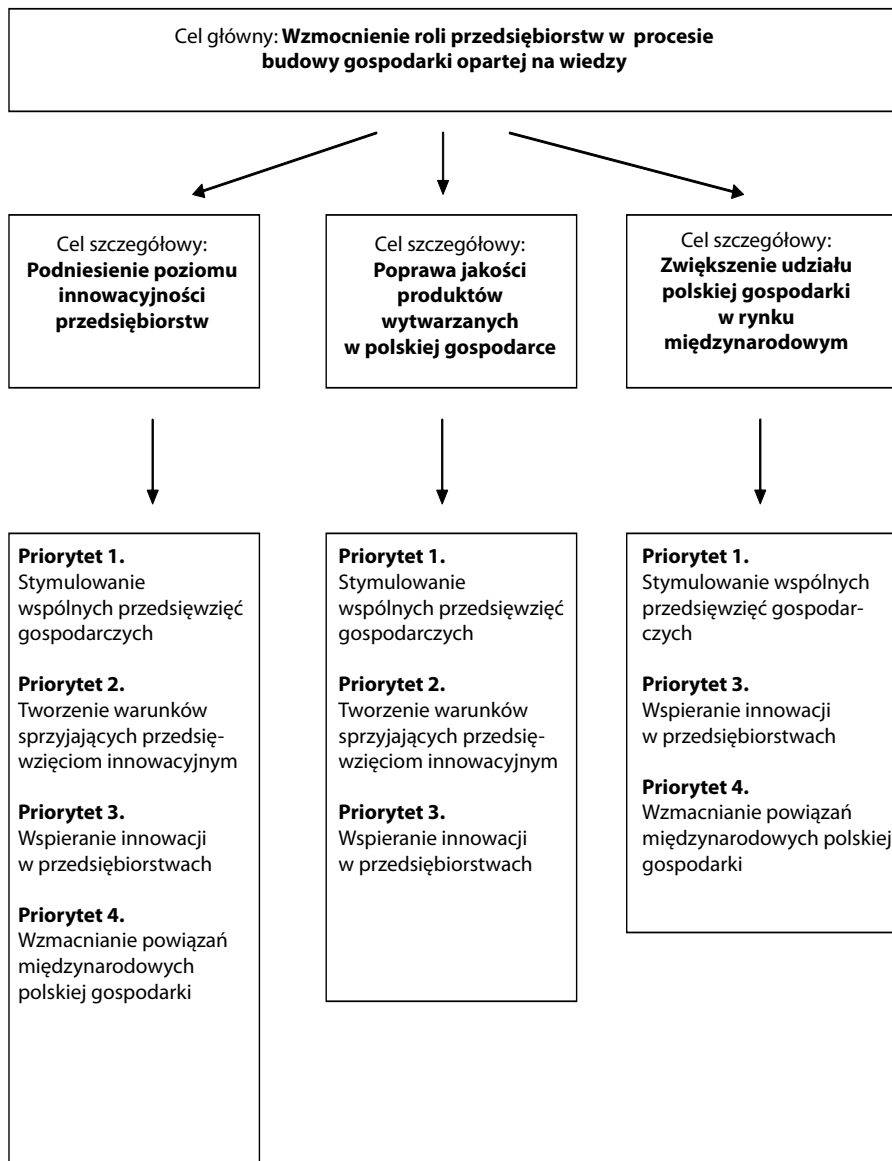 Cel główny: Wzmocnienie roli przedsiębiorstw w procesie
budowy gospodarki opartej na wiedzy
Cel szczegółowy:
Podniesienie poziomu
innowacyjności
przedsiębiorstw
Cel szczegółowy:
Poprawa jakości
produktów
wytwarzanych
w polskiej gospodarce
Cel szczegółowy:
Zwiększenie udziału
polskiej gospodarki
w rynku
międzynarodowym
Priorytet 1.
Stymulowanie
wspólnych przedsięwzięć
gospodarczych
Priorytet 2.
Tworzenie warunków
sprzyjających przedsię-
wzięciom innowacyjnym
Priorytet 3.
Wspieranie innowacji
w przedsiębiorstwach
Priorytet 4.
Wzmacnianie powiązań
międzynarodowych
polskiej gospodarki
Priorytet 1.
Stymulowanie
wspólnych przedsięwzięć
gospodarczych
Priorytet 2.
Tworzenie warunków
sprzyjających przedsię-
wzięciom innowacyjnym
Priorytet 3.
Wspieranie innowacji
w przedsiębiorstwach
Priorytet 1.
Stymulowanie wspólnych
przedsięwzięć gospodar-
czych
Priorytet 3.
Wspieranie innowacji
w przedsiębiorstwach
Priorytet 4.
Wzmacnianie powiązań
międzynarodowych polskiej
gospodarki